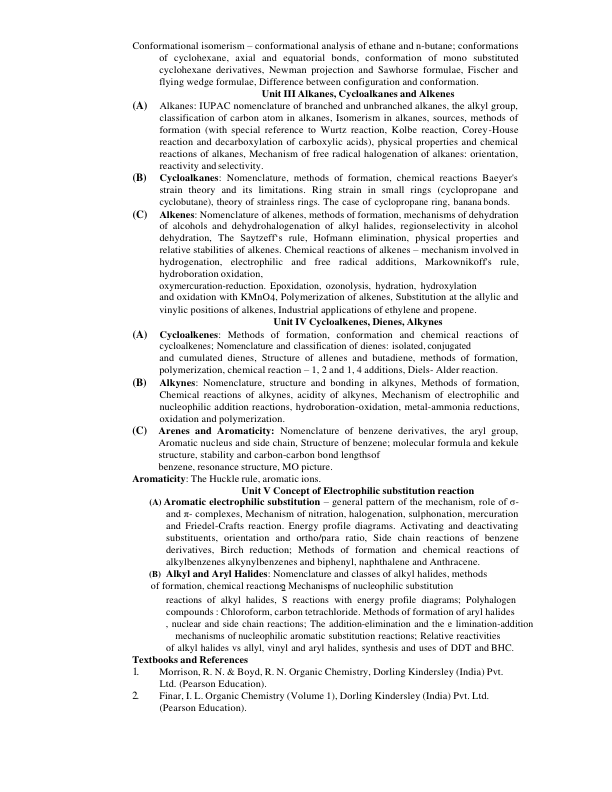 Conformational isomerism – conformational analysis of ethane and n-butane; conformations
of cyclohexane, axial and equatorial bonds, conformation of mono substituted
cyclohexane derivatives, Newman projection and Sawhorse formulae, Fischer and
flying wedge formulae, Difference between configuration and conformation.
Unit III Alkanes, Cycloalkanes and Alkenes
(A) Alkanes: IUPAC nomenclature of branched and unbranched alkanes, the alkyl group,
classification of carbon atom in alkanes, Isomerism in alkanes, sources, methods of
formation (with special reference to Wurtz reaction, Kolbe reaction, Corey-House
reaction and decarboxylation of carboxylic acids), physical properties and chemical
reactions of alkanes, Mechanism of free radical halogenation of alkanes: orientation,
reactivity and selectivity.
(B) Cycloalkanes: Nomenclature, methods of formation, chemical reactions Baeyer's
strain theory and its limitations. Ring strain in small rings (cyclopropane and
cyclobutane), theory of strainless rings. The case of cyclopropane ring, banana bonds.
(C) Alkenes: Nomenclature of alkenes, methods of formation, mechanisms of dehydration
of alcohols and dehydrohalogenation of alkyl halides, regionselectivity in alcohol
dehydration, The Saytzeff's rule, Hofmann elimination, physical properties and
relative stabilities of alkenes. Chemical reactions of alkenes – mechanism involved in
hydrogenation, electrophilic and free radical additions, Markownikoff's rule,
hydroboration oxidation,
oxymercuration-reduction. Epoxidation, ozonolysis, hydration, hydroxylation
and oxidation with KMnO4, Polymerization of alkenes, Substitution at the allylic and
vinylic positions of alkenes, Industrial applications of ethylene and propene.
Unit IV Cycloalkenes, Dienes, Alkynes
(A) Cycloalkenes: Methods of formation, conformation and chemical reactions of
cycloalkenes; Nomenclature and classification of dienes: isolated, conjugated
and cumulated dienes, Structure of allenes and butadiene, methods of formation,
polymerization, chemical reaction – 1, 2 and 1, 4 additions, Diels- Alder reaction.
(B) Alkynes: Nomenclature, structure and bonding in alkynes, Methods of formation,
Chemical reactions of alkynes, acidity of alkynes, Mechanism of electrophilic and
nucleophilic addition reactions, hydroboration-oxidation, metal-ammonia reductions,
oxidation and polymerization.
(C) Arenes and Aromaticity: Nomenclature of benzene derivatives, the aryl group,
Aromatic nucleus and side chain, Structure of benzene; molecular formula and kekule
structure, stability and carbon-carbon bond lengthsof
benzene, resonance structure, MO picture.
Aromaticity: The Huckle rule, aromatic ions.
Unit V Concept of Electrophilic substitution reaction
(A) Aromatic electrophilic substitution – general pattern of the mechanism, role of σ-
and π- complexes, Mechanism of nitration, halogenation, sulphonation, mercuration
and Friedel-Crafts reaction. Energy profile diagrams. Activating and deactivating
substituents, orientation and ortho/para ratio, Side chain reactions of benzene
derivatives, Birch reduction; Methods of formation and chemical reactions of
alkylbenzenes alkynylbenzenes and biphenyl, naphthalene and Anthracene.
(B) Alkyl and Aryl Halides: Nomenclature and classes of alkyl halides, methods
of formation, chemical reactions. Mechanisms of nucleophilic substitution
reactions of alkyl halides, S reactions with energy profile diagrams; Polyhalogen
compounds : Chloroform, carbon tetrachloride. Methods of formation of aryl halides
, nuclear and side chain reactions; The addition-elimination and the e limination-addition
mechanisms of nucleophilic aromatic substitution reactions; Relative reactivities
of alkyl halides vs allyl, vinyl and aryl halides, synthesis and uses of DDT and BHC.
Textbooks and References
1. Morrison, R. N. & Boyd, R. N. Organic Chemistry, Dorling Kindersley (India) Pvt.
Ltd. (Pearson Education).
2. Finar, I. L. Organic Chemistry (Volume 1), Dorling Kindersley (India) Pvt. Ltd.
(Pearson Education).